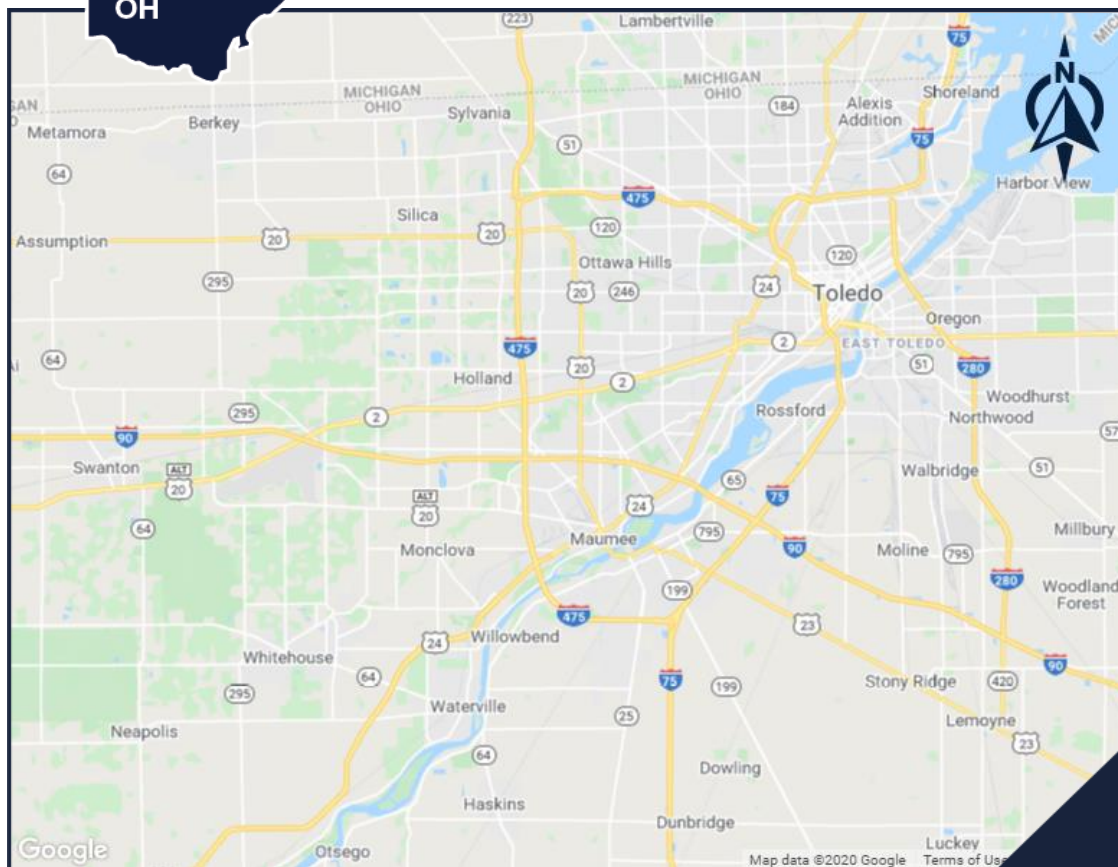 OH
223
Lambertville
75
MICHIGAN
OHIO
MICHIGAN
OHIO
Metamora
Berkey
Sylvania
184
Alexis
Addition
Shoreland
51
75
64
475
Harbor View
Silica
Assumption
20
20
120
120
Ottawa Hills
295
20
246
24
Toledo
Oregon
475
2
EAST TOLEDO
64
20
51
280
Holland
2
Woodhurst
295
2
Rossford
Northwood
90
57
Swanton
ALT
20
Walbridge
51
65
75
ALT
20
24
64
Maumee
795
Millbury
Monclova
90
Moline
795
280
199
Woodland
Forest
475
23
24
Willowbend
Whitehouse
64
75
90
295
199
Stony Ridge
420
Waterville
25
Neapolis
Lemoyne
23
64
Dowling
Haskins
Dunbridge
Luckey
Google
Otsego
Map data ©2020 Google
Terms of Use
N